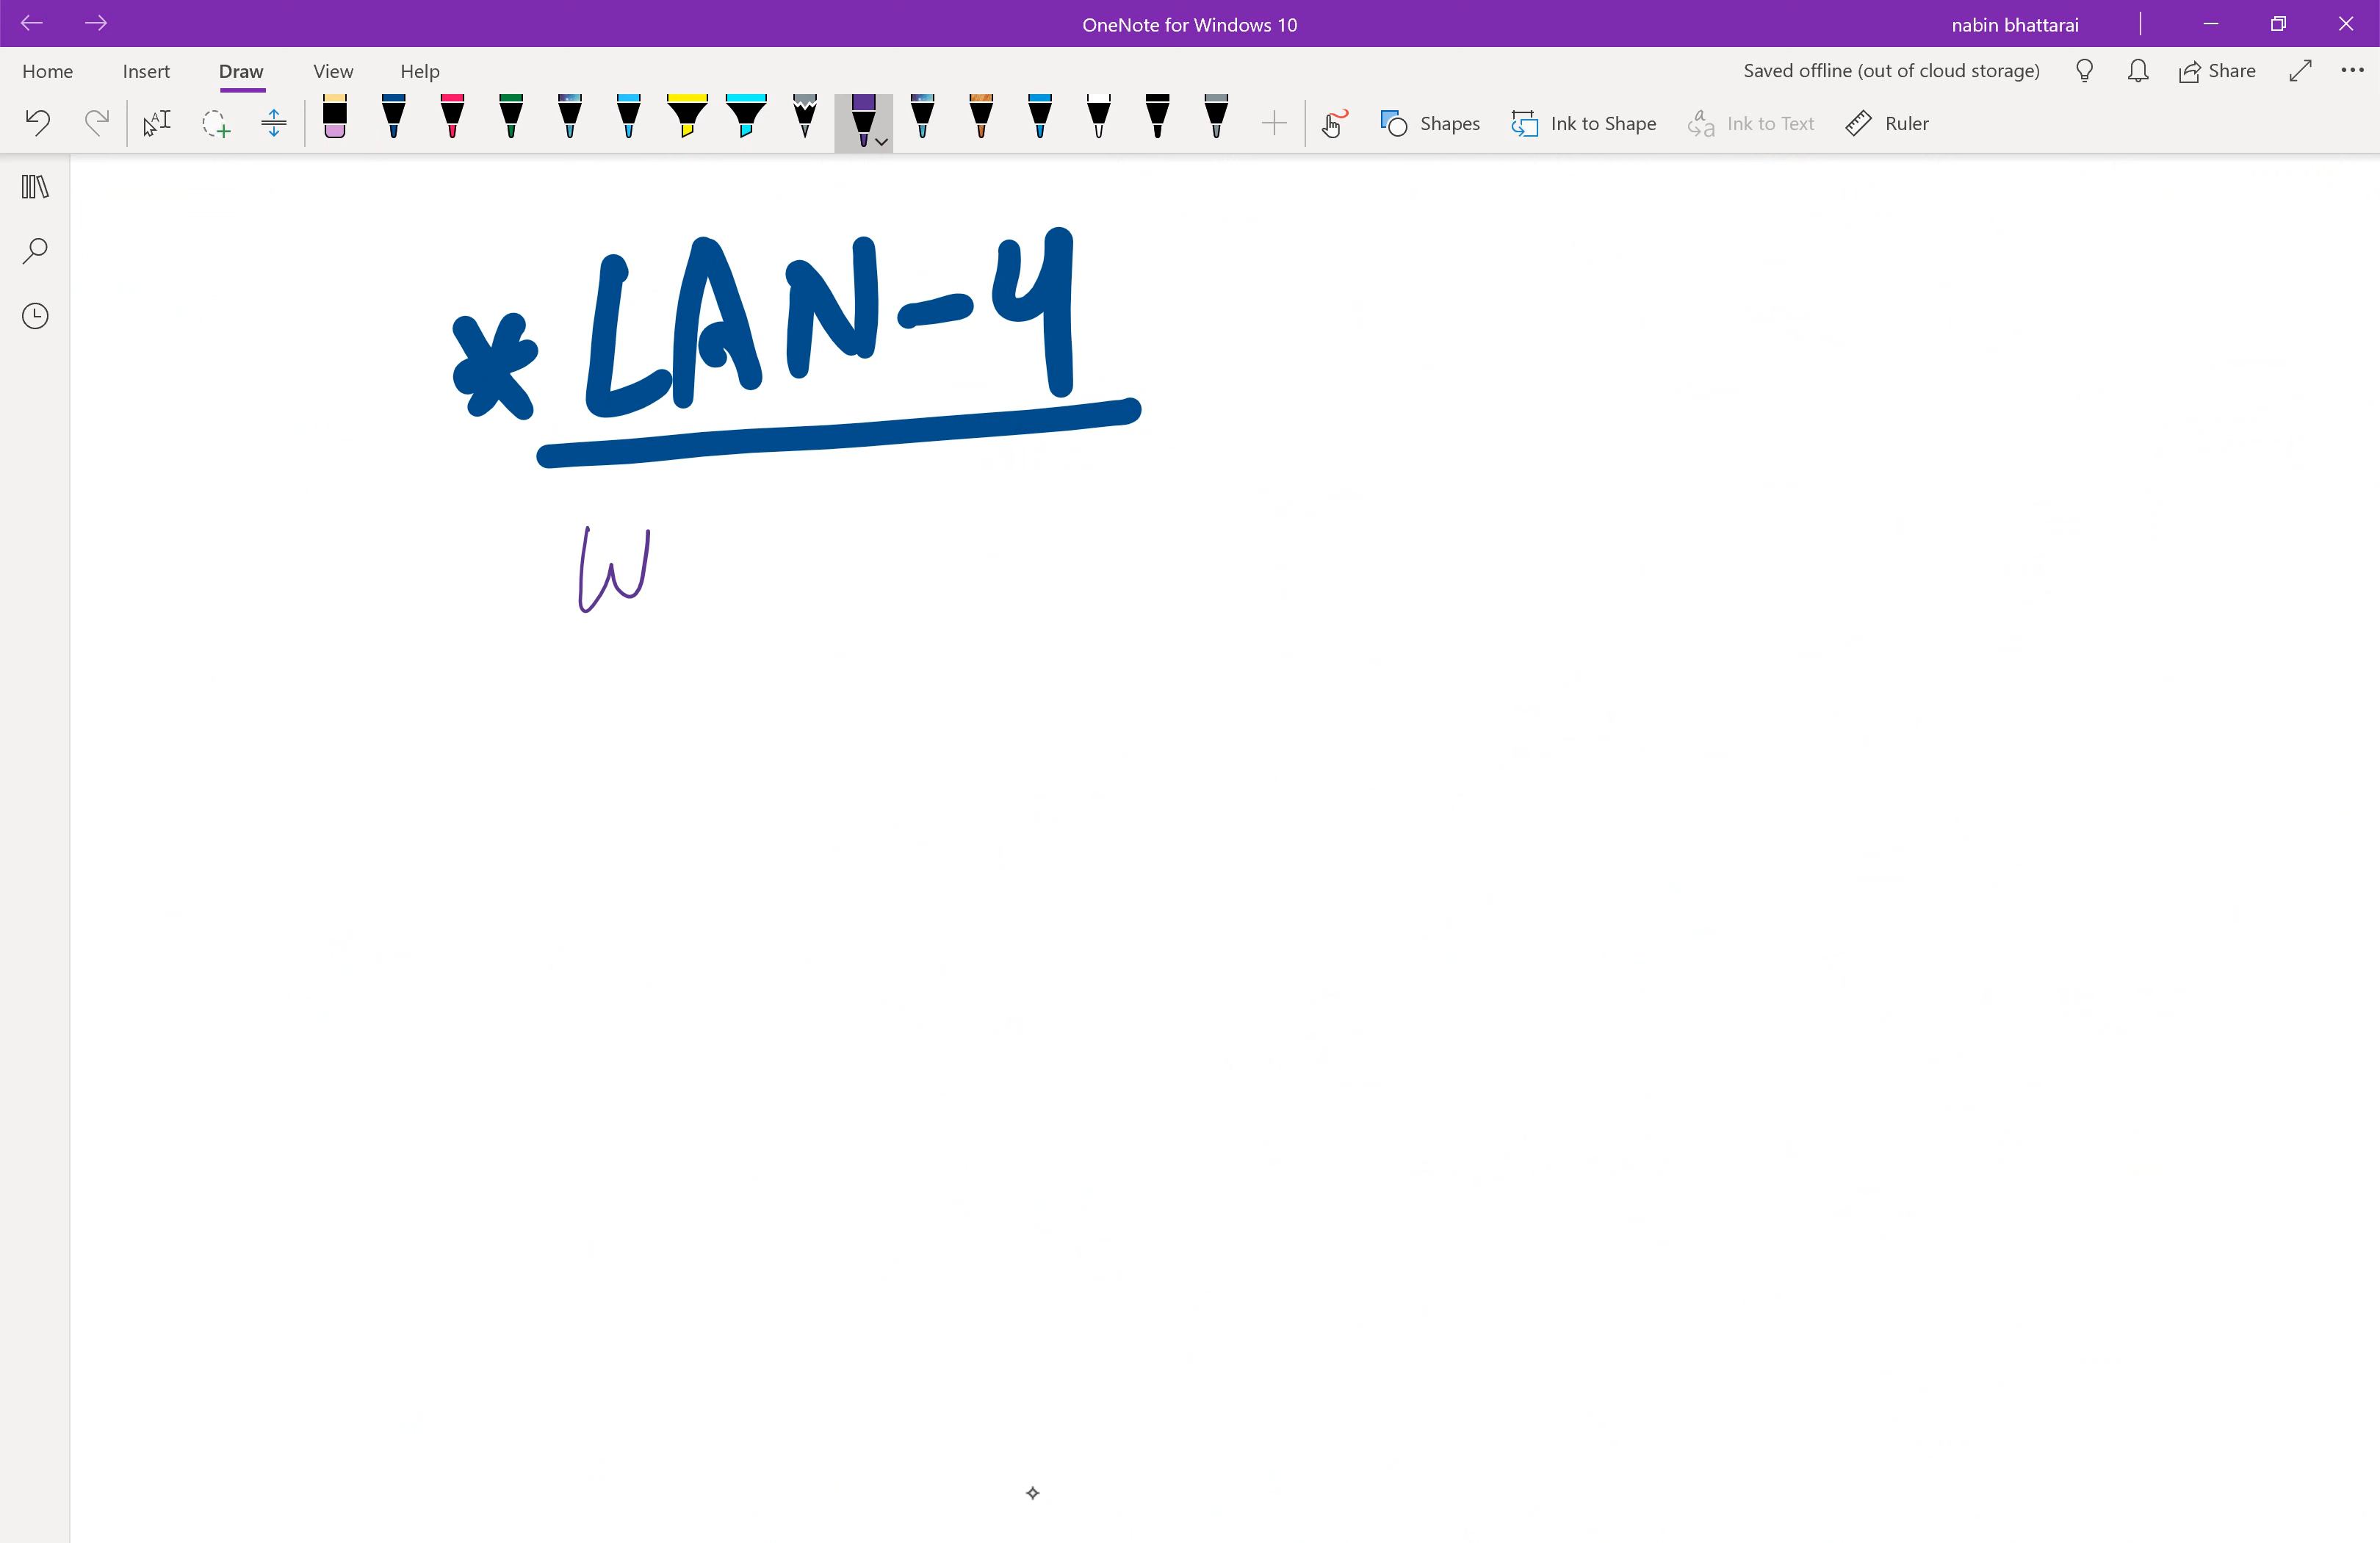 OneNote for Windows 10
nabin bhattarai
Home Insert Draw View Help
Saved offline (out of cloud storage) Share
Shapes Ink to Shape Ink to Text Ruler
*LAN-4
W